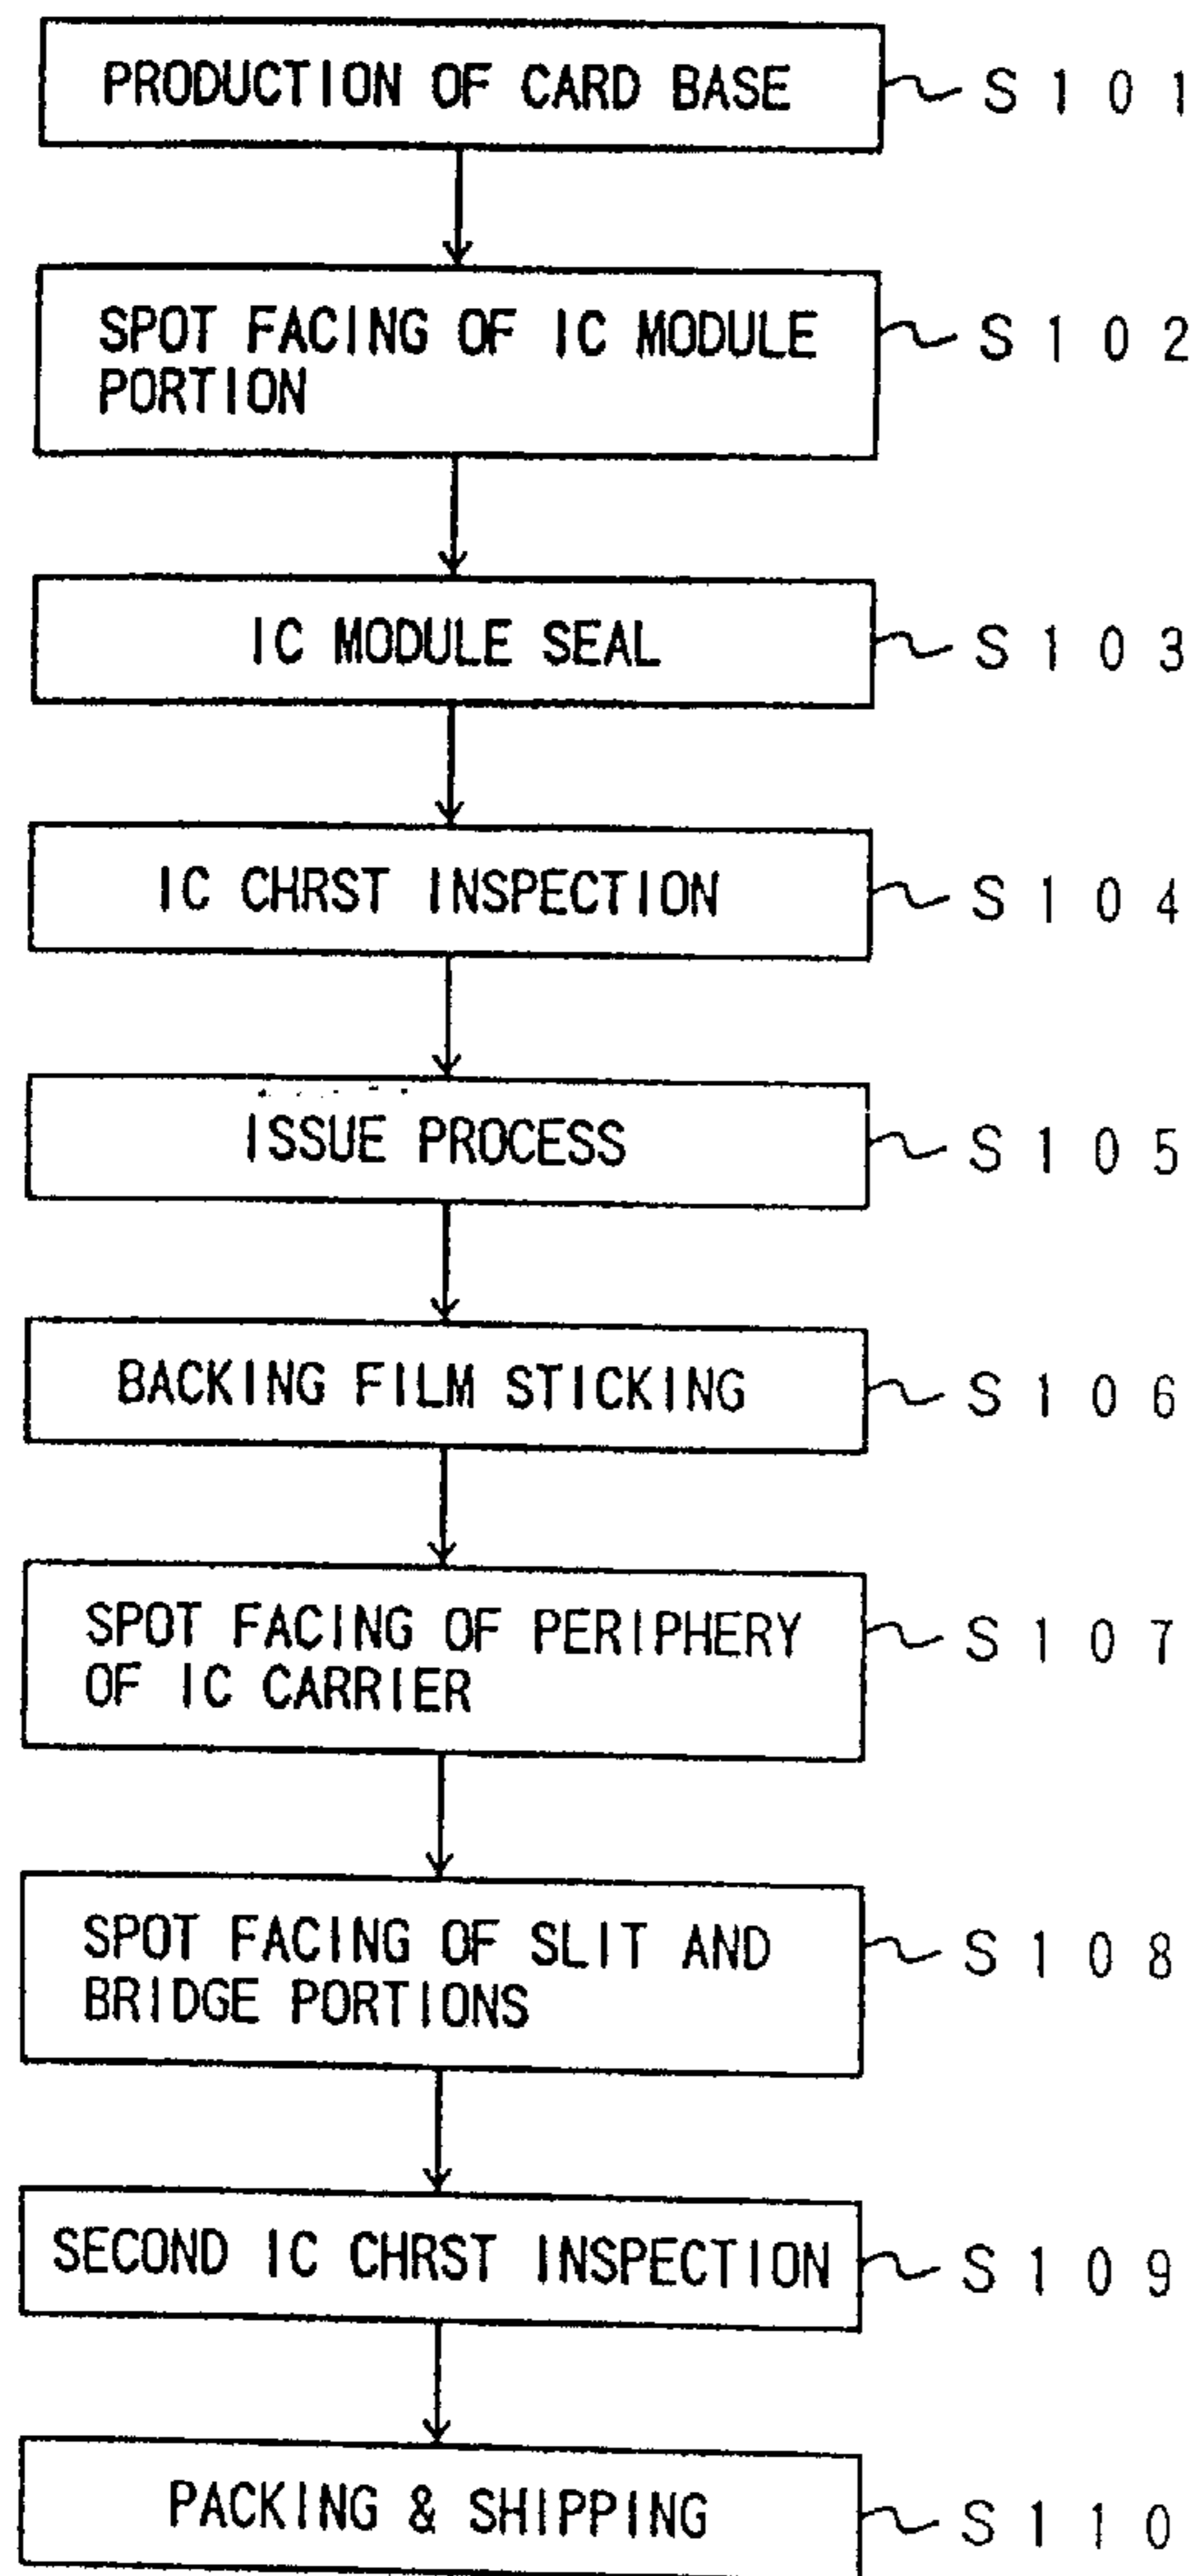 PRODUCTION OF CARD BASE S101
SPOT FACING OF IC MODULE S102
PORTION
IC MODULE SEAL S103
IC CHRST INSPECTION S104
ISSUE PROCESS S105
BACKING FILM STICKING S106
SPOT FACING OF PERIPHERY S107
OF IC CARRIER
SPOT FACING OF SLIT AND S108
BRIDGE PORTIONS
SECOND IC CHRST INSPECTION S109
PACKING & SHIPPING S110